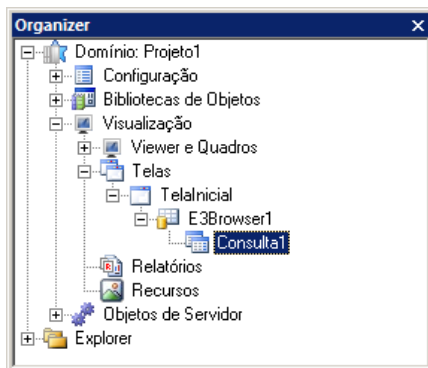 Organizer
Domínio: Projeto1
Configuração
Bibliotecas de Objetos
Visualização
Viewer e Quadros
Telas
TelaInicial
E3Browser1
Consulta1
Relatórios
Recursos
Objetos de Servidor
Explorer